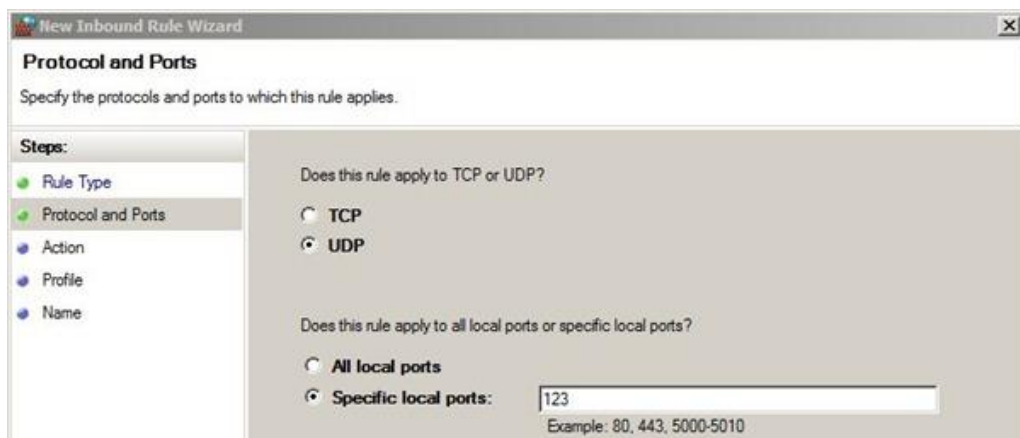 New Inbound Rule Wizard
Protocol and Ports
Specify the protocols and ports to which this rule applies.
Steps:
Rule Type
Protocol and Ports
Action
Profile
Name
Does this rule apply to TCP or UDP?
TCP
UDP
Does this rule apply to all local ports or specific local ports?
All local ports
Specific local ports: 123
Example: 80, 443, 5000-5010